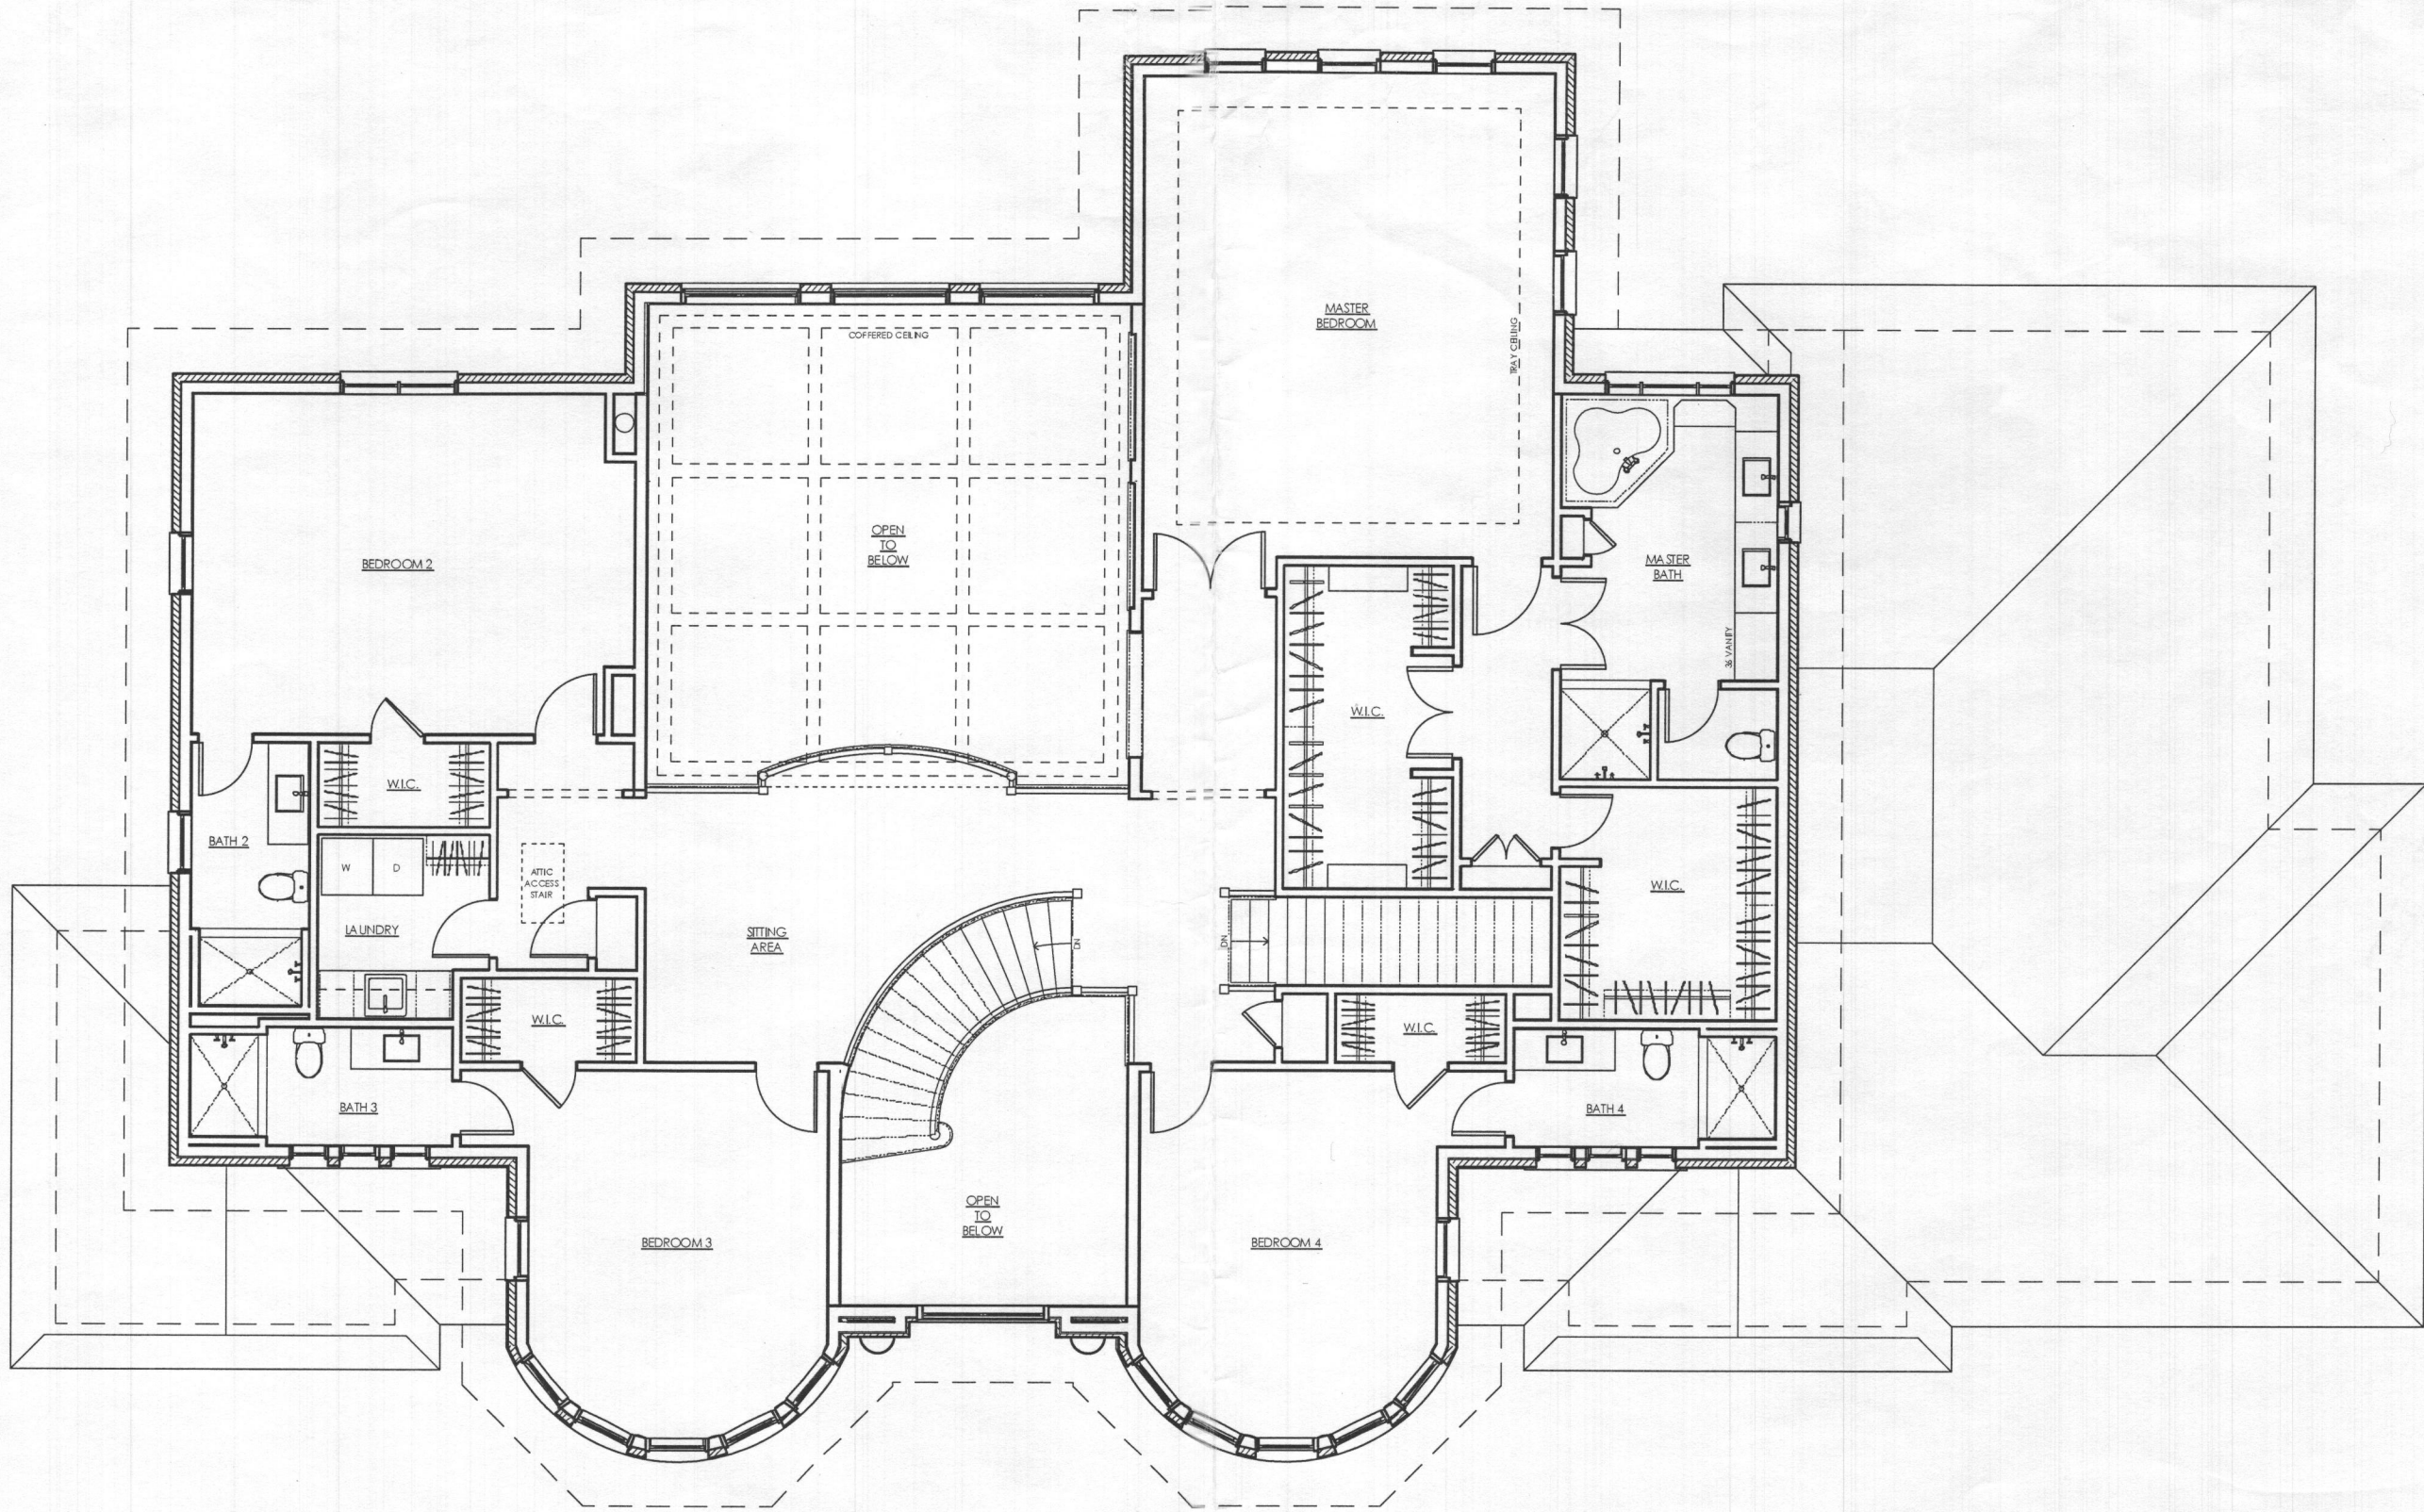 COFFERED CEILING
MASTER
BEDROOM
TRAY CEILING
OPEN
TO
BELOW
BEDROOM 2
MASTER
BATH
36 VANITY
W.I.C.
W.I.C.
BATH 2
W
D
ATTIC
ACCESS
STAIR
W.I.C.
LAUNDRY
SITTING
AREA
DN
DN
W.I.C.
W.I.C.
BATH 3
BATH 4
OPEN
TO
BELOW
BEDROOM 3
BEDROOM 4